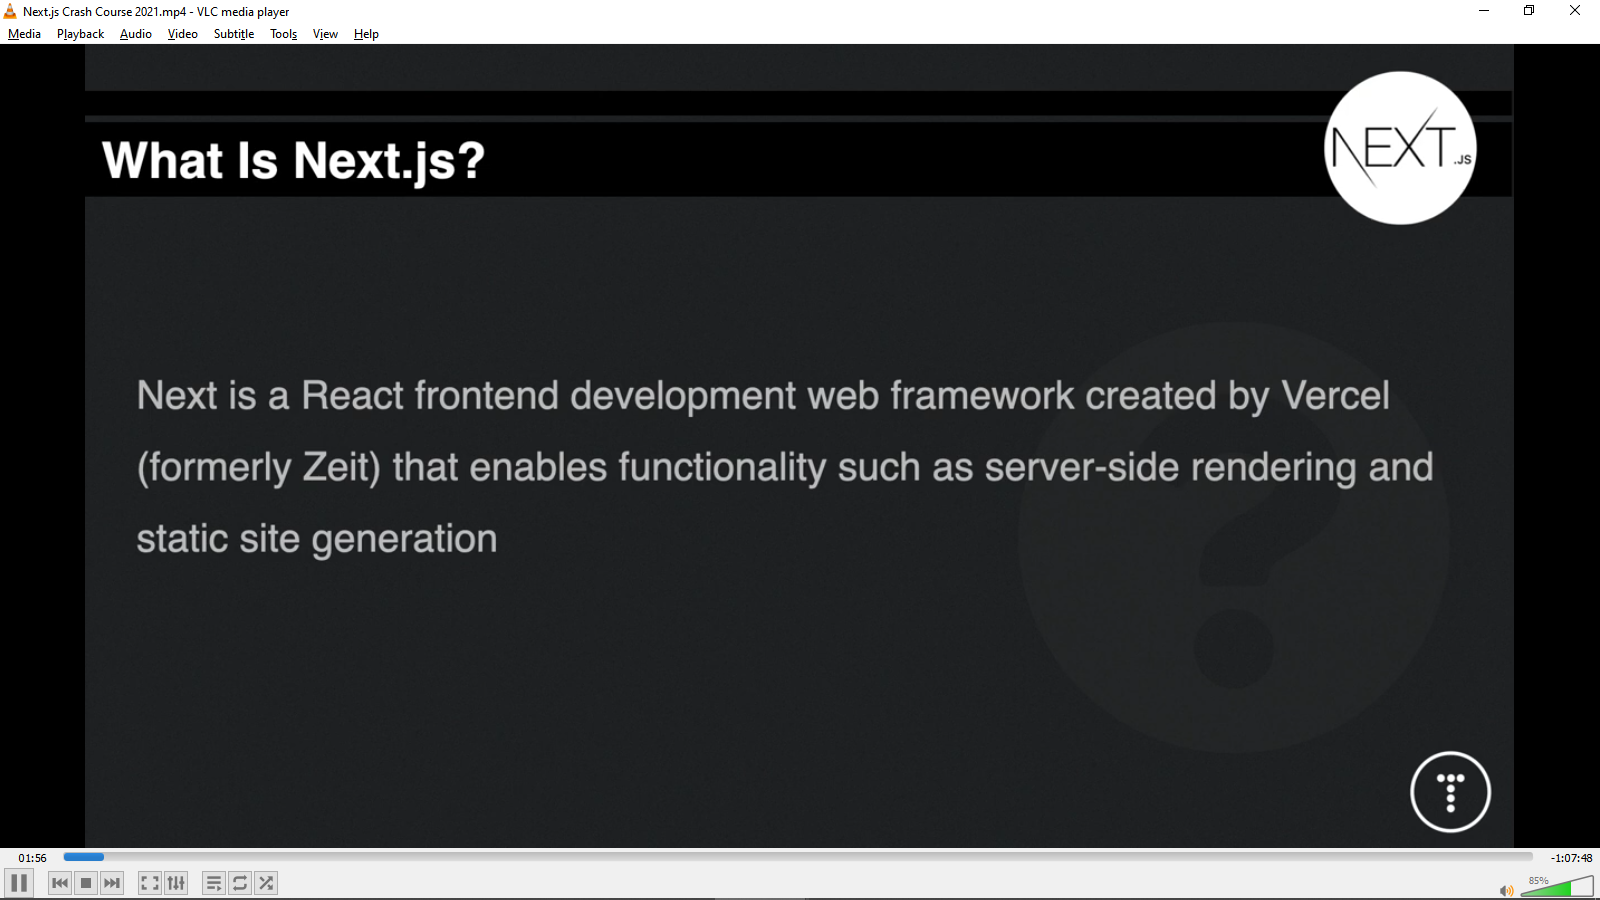 Next.js Crash Course 2021.mp4 - VLC media player
Media Playback Audio Video Subtitle Tools View Help
What Is Next.js?
NEXT.JS
Next is a React frontend development web framework created by Vercel
(formerly Zeit) that enables functionality such as server-side rendering and
static site generation
T
01:56
-1:07:48
85%